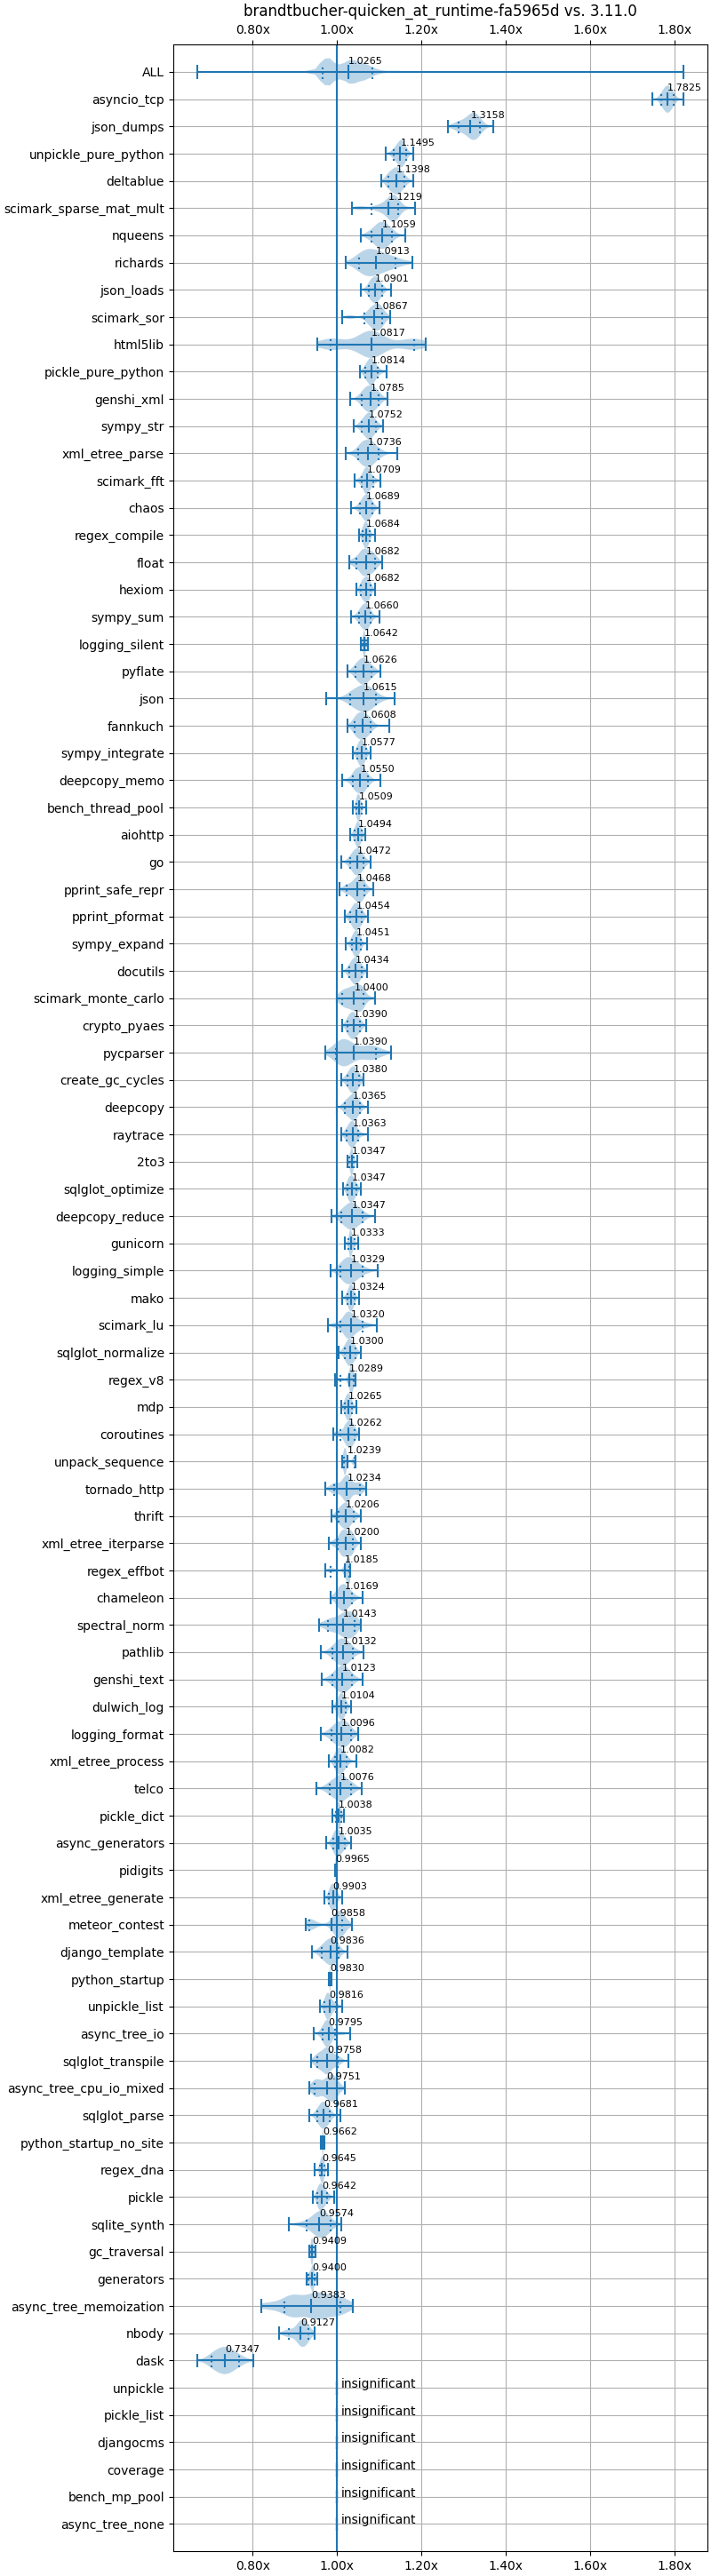 brandtbucher-quicken_at_runtime-fa5965d vs. 3.11.0
0.80x 1.00x 1.20x 1.40x 1.60x 1.80x
ALL 1.0265
asyncio_tcp 1.7825
json_dumps 1.3158
unpickle_pure_python 1.1495
deltablue 1.1398
scimark_sparse_mat_mult 1.1219
nqueens 1.1059
richards 1.0913
json_loads 1.0901
scimark_sor 1.0867
html5lib 1.0817
pickle_pure_python 1.0814
genshi_xml 1.0785
sympy_str 1.0752
xml_etree_parse 1.0736
scimark_fft 1.0709
chaos 1.0689
regex_compile 1.0684
float 1.0682
hexiom 1.0682
sympy_sum 1.0660
logging_silent 1.0642
pyflate 1.0626
json 1.0615
fannkuch 1.0608
sympy_integrate 1.0577
deepcopy_memo 1.0550
bench_thread_pool 1.0509
aiohttp 1.0494
go 1.0472
pprint_safe_repr 1.0468
pprint_pformat 1.0454
sympy_expand 1.0451
docutils 1.0434
scimark_monte_carlo 1.0400
crypto_pyaes 1.0390
pycparser 1.0390
create_gc_cycles 1.0380
deepcopy 1.0365
raytrace 1.0363
2to3 1.0347
sqlglot_optimize 1.0347
deepcopy_reduce 1.0347
gunicorn 1.0333
logging_simple 1.0329
mako 1.0324
scimark_lu 1.0320
sqlglot_normalize 1.0300
regex_v8 1.0289
mdp 1.0265
coroutines 1.0262
unpack_sequence 1.0239
tornado_http 1.0234
thrift 1.0206
xml_etree_iterparse 1.0200
regex_effbot 1.0185
chameleon 1.0169
spectral_norm 1.0143
pathlib 1.0132
genshi_text 1.0123
dulwich_log 1.0104
logging_format 1.0096
xml_etree_process 1.0082
telco 1.0076
pickle_dict 1.0038
async_generators 1.0035
pidigits 0.9965
xml_etree_generate 0.9903
meteor_contest 0.9858
django_template 0.9836
python_startup 0.9830
unpickle_list 0.9816
async_tree_io 0.9795
sqlglot_transpile 0.9758
async_tree_cpu_io_mixed 0.9751
sqlglot_parse 0.9681
python_startup_no_site 0.9662
regex_dna 0.9645
pickle 0.9642
sqlite_synth 0.9574
gc_traversal 0.9409
generators 0.9400
async_tree_memoization 0.9383
nbody 0.9127
dask 0.7347
unpickle insignificant
pickle_list insignificant
djangocms insignificant
coverage insignificant
bench_mp_pool insignificant
async_tree_none insignificant
0.80x 1.00x 1.20x 1.40x 1.60x 1.80x